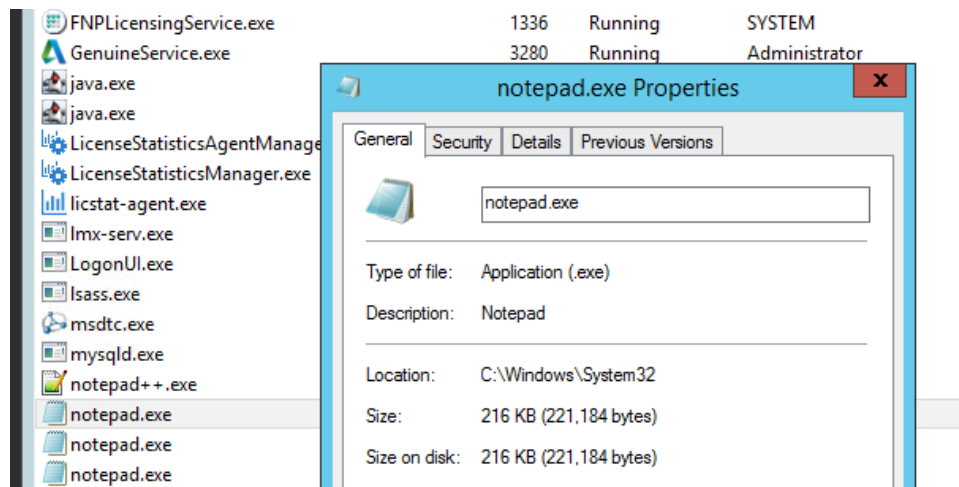 FNPLicensingService.exe 1336 Running SYSTEM
GenuineService.exe 3280 Running Administrator
java.exe
java.exe
LicenseStatisticsAgentManage
LicenseStatisticsManager.exe
licstat-agent.exe
lmx-serv.exe
LogonUI.exe
lsass.exe
msdtc.exe
mysqld.exe
notepad++.exe
notepad.exe
notepad.exe
notepad.exe
notepad.exe Properties
x
General Security Details Previous Versions
notepad.exe
Type of file: Application (.exe)
Description: Notepad
Location: C:\Windows\System32
Size: 216 KB (221,184 bytes)
Size on disk: 216 KB (221,184 bytes)